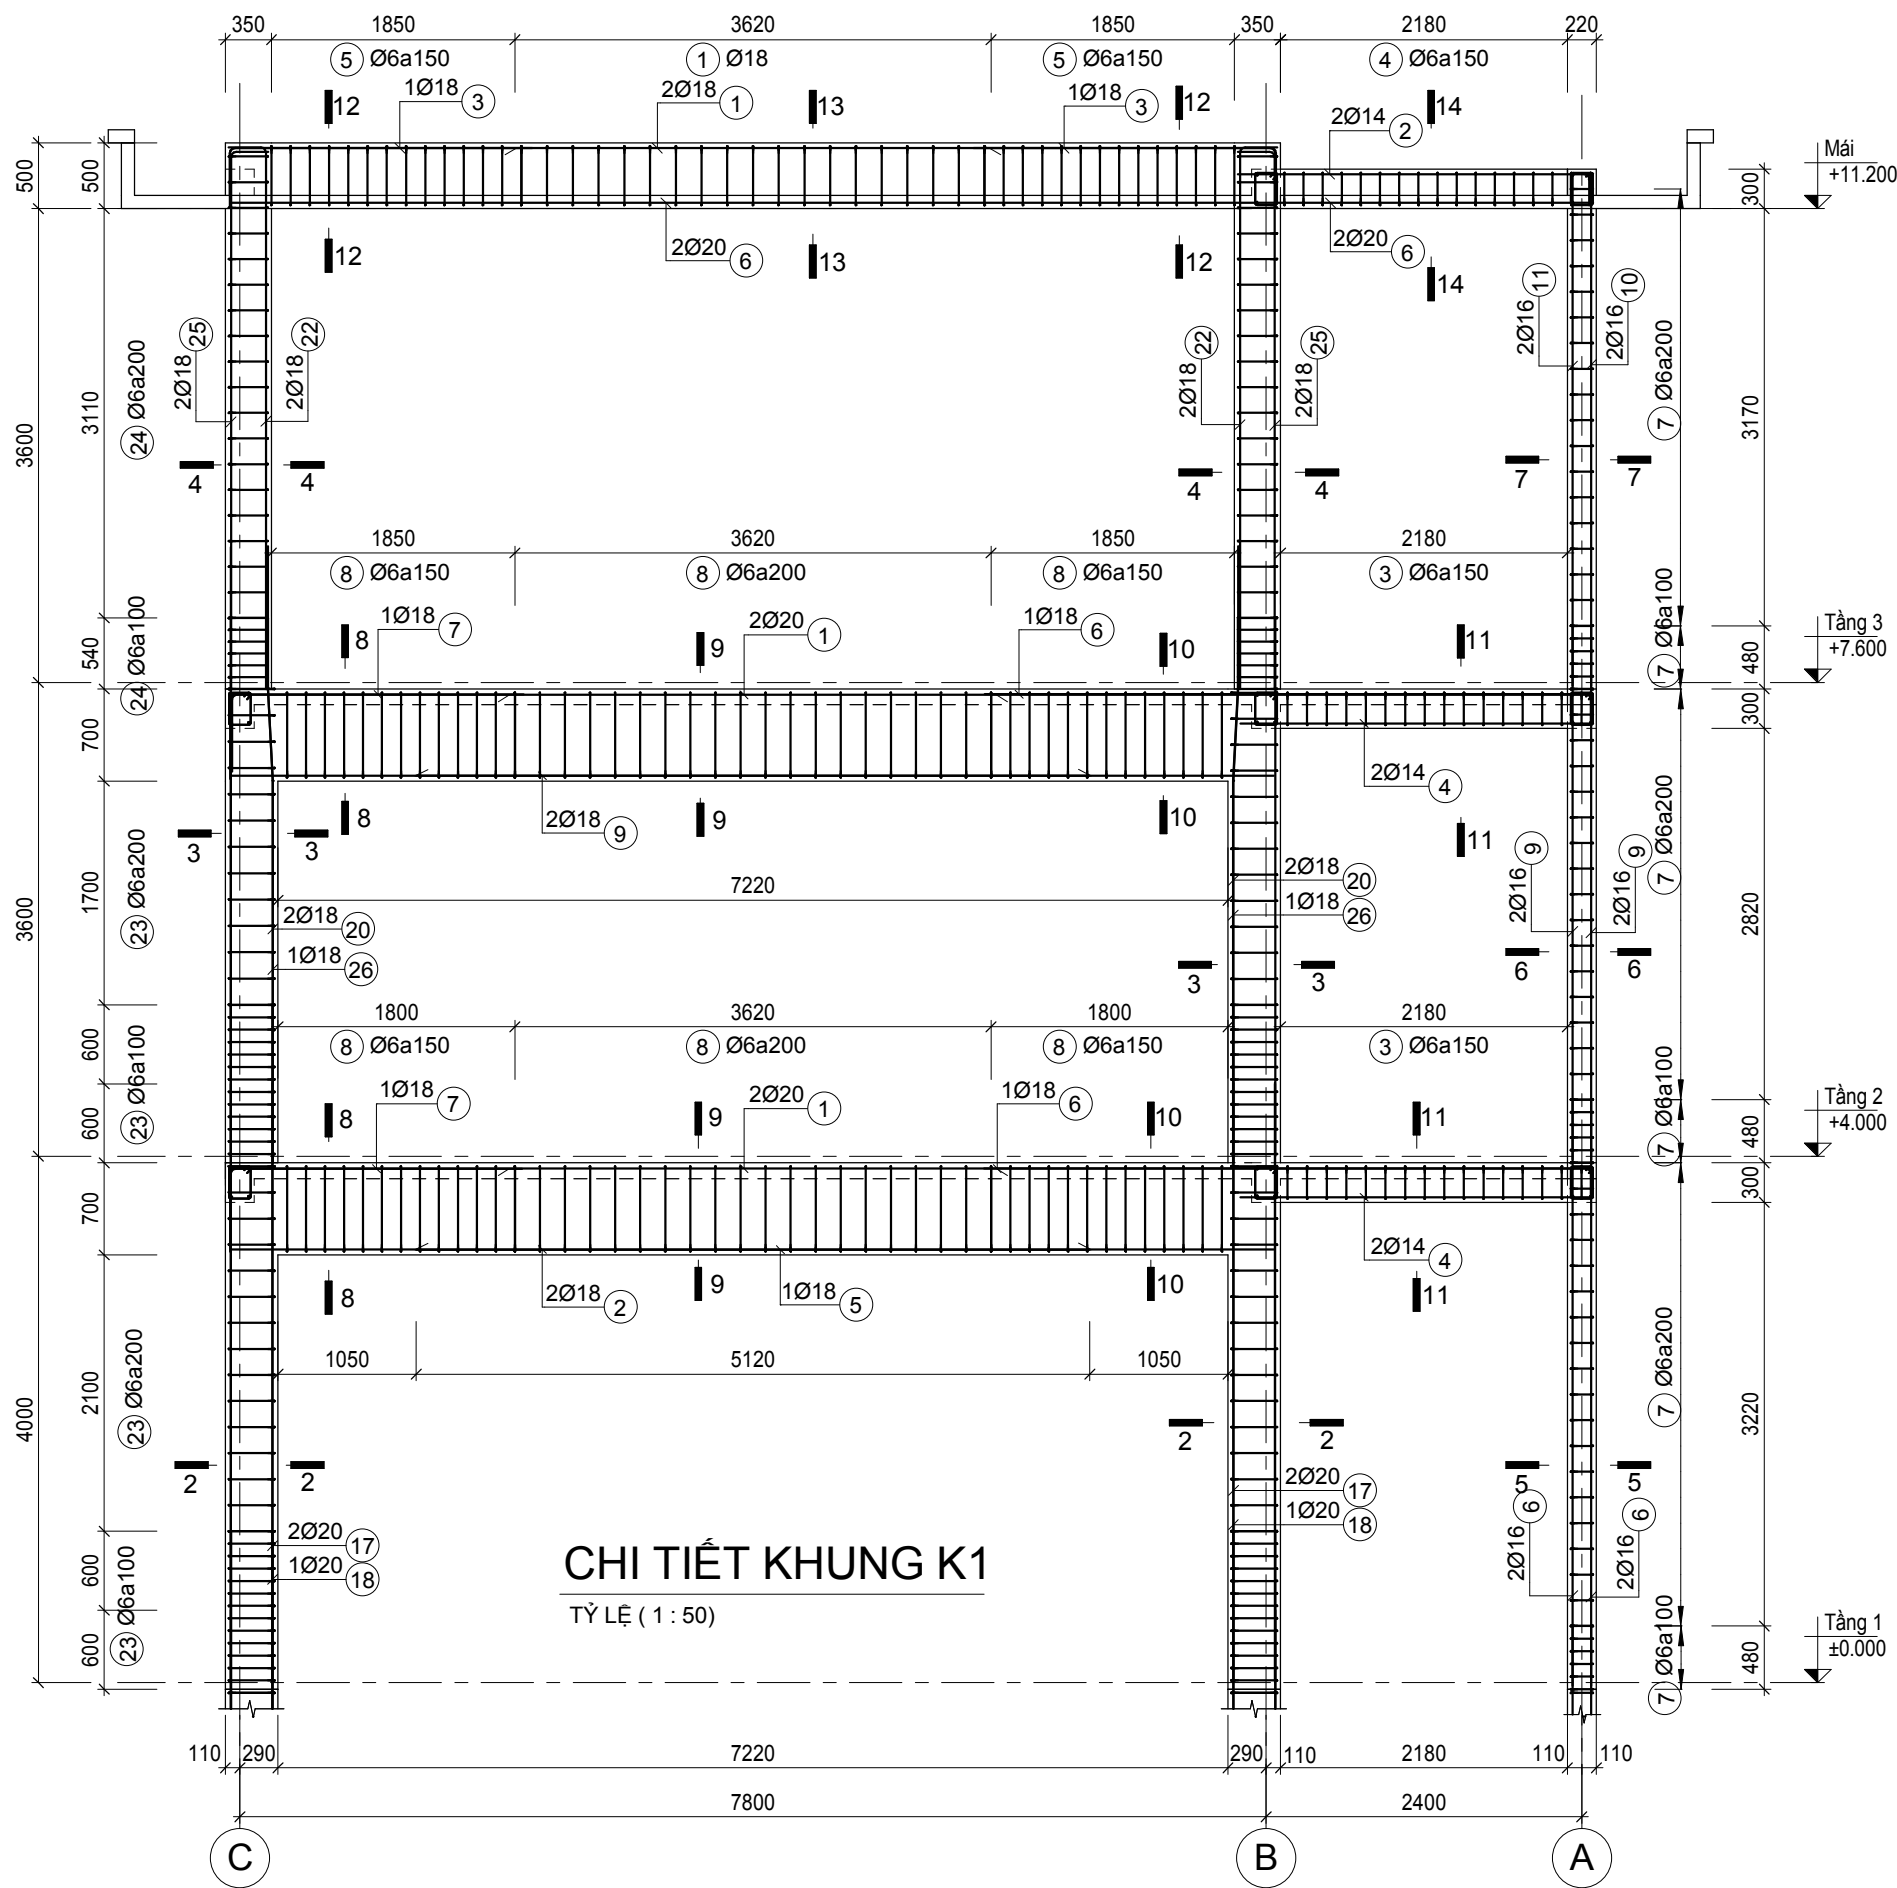 350 1850 3620 1850 350 2180 220
5 Ø6a150 1 Ø18 5 Ø6a150 4 Ø6a150
12 1Ø18 3 2Ø18 1 13 1Ø18 3 12 2Ø14 2 14
500 500 300
Mái
+11.200
12 2Ø20 6 13 12 2Ø20 6 14
2Ø16 11 2Ø16 10
2Ø18 25 2Ø18 22 2Ø18 22 2Ø18 25
3600 3110 24 Ø6a200 7 Ø6a200 3170
4 4 4 4 7 7
1850 3620 1850 2180
8 Ø6a150 8 Ø6a200 8 Ø6a150 3 Ø6a150
540 24 Ø6a100 7 Ø6a100 480
8 1Ø18 7 9 2Ø20 1 1Ø18 6 10 11
Tầng 3
+7.600
700 300
2Ø14 4
8 2Ø18 9 9 10 11
3 3
3600 1700 23 Ø6a200 7 Ø6a200 2820
2Ø16 9 2Ø16 9
7220
2Ø18 20 2Ø18 20
1Ø18 26 1Ø18 26
3 3 6 6
1800 3620 1800 2180
8 Ø6a150 8 Ø6a200 8 Ø6a150 3 Ø6a150
600 600 23 Ø6a100 7 Ø6a100 480
8 1Ø18 7 9 2Ø20 1 1Ø18 6 10 11
Tầng 2
+4.000
700 300
2Ø14 4
8 2Ø18 2 9 1Ø18 5 10 11
1050 5120 1050
4000 2100 23 Ø6a200 7 Ø6a200 3220
2 2 2 2 5 5
2Ø16 6 2Ø16 6
2Ø20 17 2Ø20 17
1Ø20 18 1Ø20 18
600 600 23 Ø6a100 7 Ø6a100 480
CHI TIẾT KHUNG K1
TỶ LỆ ( 1 : 50)
Tầng 1
±0.000
110 290 7220 290 110 2180 110 110
7800 2400
C B A